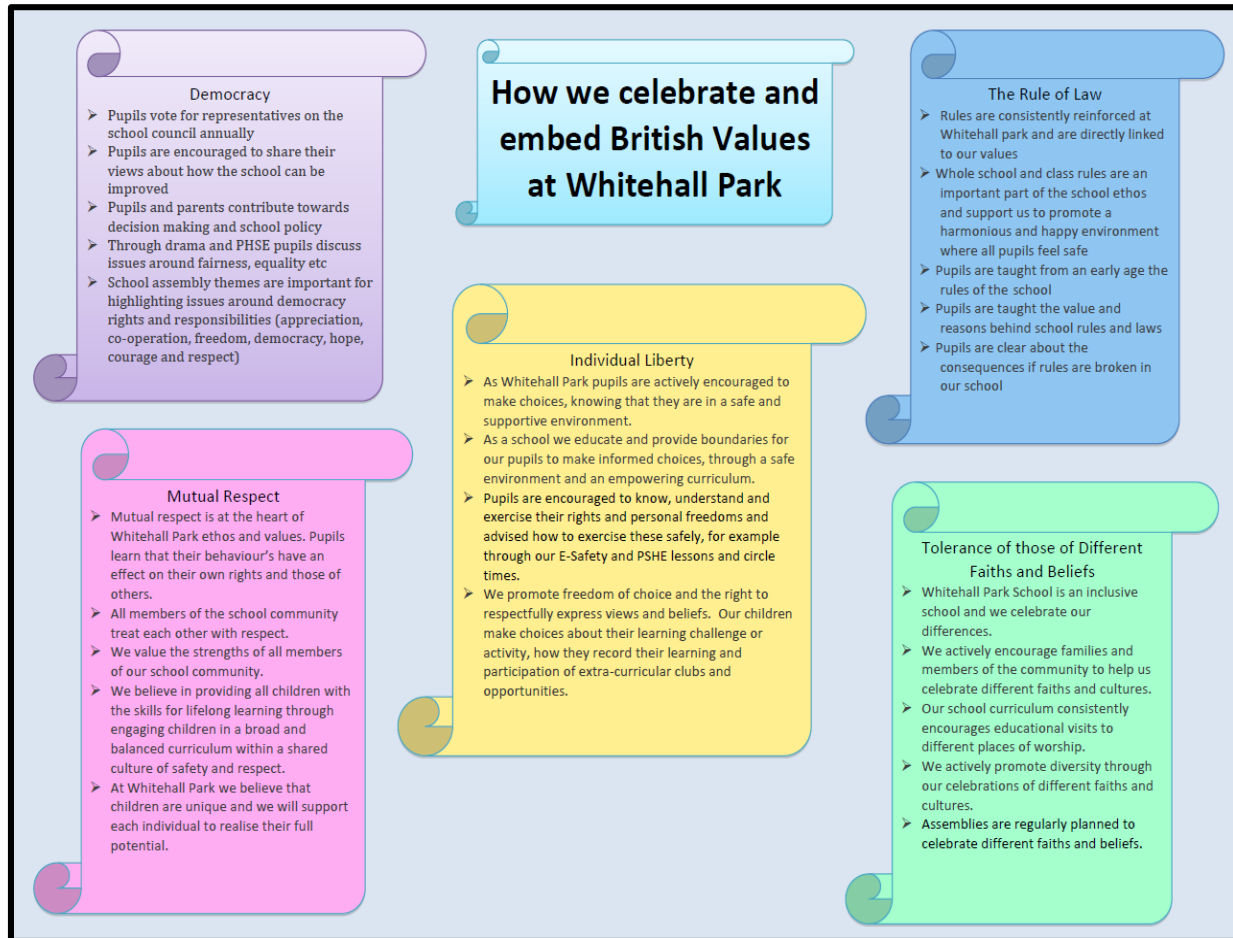 How we celebrate and
embed British Values
at Whitehall Park
Democracy
➢ Pupils vote for representatives on the
school council annually
➢ Pupils are encouraged to share their
views about how the school can be
improved
➢ Pupils and parents contribute towards
decision making and school policy
➢ Through drama and PHSE pupils discuss
issues around fairness, equality etc
➢ School assembly themes are important for
highlighting issues around democracy
rights and responsibilities (appreciation,
co-operation, freedom, democracy, hope,
courage and respect)
The Rule of Law
➢ Rules are consistently reinforced at
Whitehall park and are directly linked
to our values
➢ Whole school and class rules are an
important part of the school ethos
and support us to promote a
harmonious and happy environment
where all pupils feel safe
➢ Pupils are taught from an early age the
rules of the school
➢ Pupils are taught the value and
reasons behind school rules and laws
➢ Pupils are clear about the
consequences if rules are broken in
our school
Individual Liberty
➢ As Whitehall Park pupils are actively encouraged to
make choices, knowing that they are in a safe and
supportive environment.
➢ As a school we educate and provide boundaries for
our pupils to make informed choices, through a safe
environment and an empowering curriculum.
➢ Pupils are encouraged to know, understand and
exercise their rights and personal freedoms and
advised how to exercise these safely, for example
through our E-Safety and PSHE lessons and circle
times.
➢ We promote freedom of choice and the right to
respectfully express views and beliefs. Our children
make choices about their learning challenge or
activity, how they record their learning and
participation of extra-curricular clubs and
opportunities.
Mutual Respect
➢ Mutual respect is at the heart of
Whitehall Park ethos and values. Pupils
learn that their behaviour’s have an
effect on their own rights and those of
others.
➢ All members of the school community
treat each other with respect.
➢ We value the strengths of all members
of our school community.
➢ We believe in providing all children with
the skills for lifelong learning through
engaging children in a broad and
balanced curriculum within a shared
culture of safety and respect.
➢ At Whitehall Park we believe that
children are unique and we will support
each individual to realise their full
potential.
Tolerance of those of Different
Faiths and Beliefs
➢ Whitehall Park School is an inclusive
school and we celebrate our
differences.
➢ We actively encourage families and
members of the community to help us
celebrate different faiths and cultures.
➢ Our school curriculum consistently
encourages educational visits to
different places of worship.
➢ We actively promote diversity through
our celebrations of different faiths and
cultures.
➢ Assemblies are regularly planned to
celebrate different faiths and beliefs.